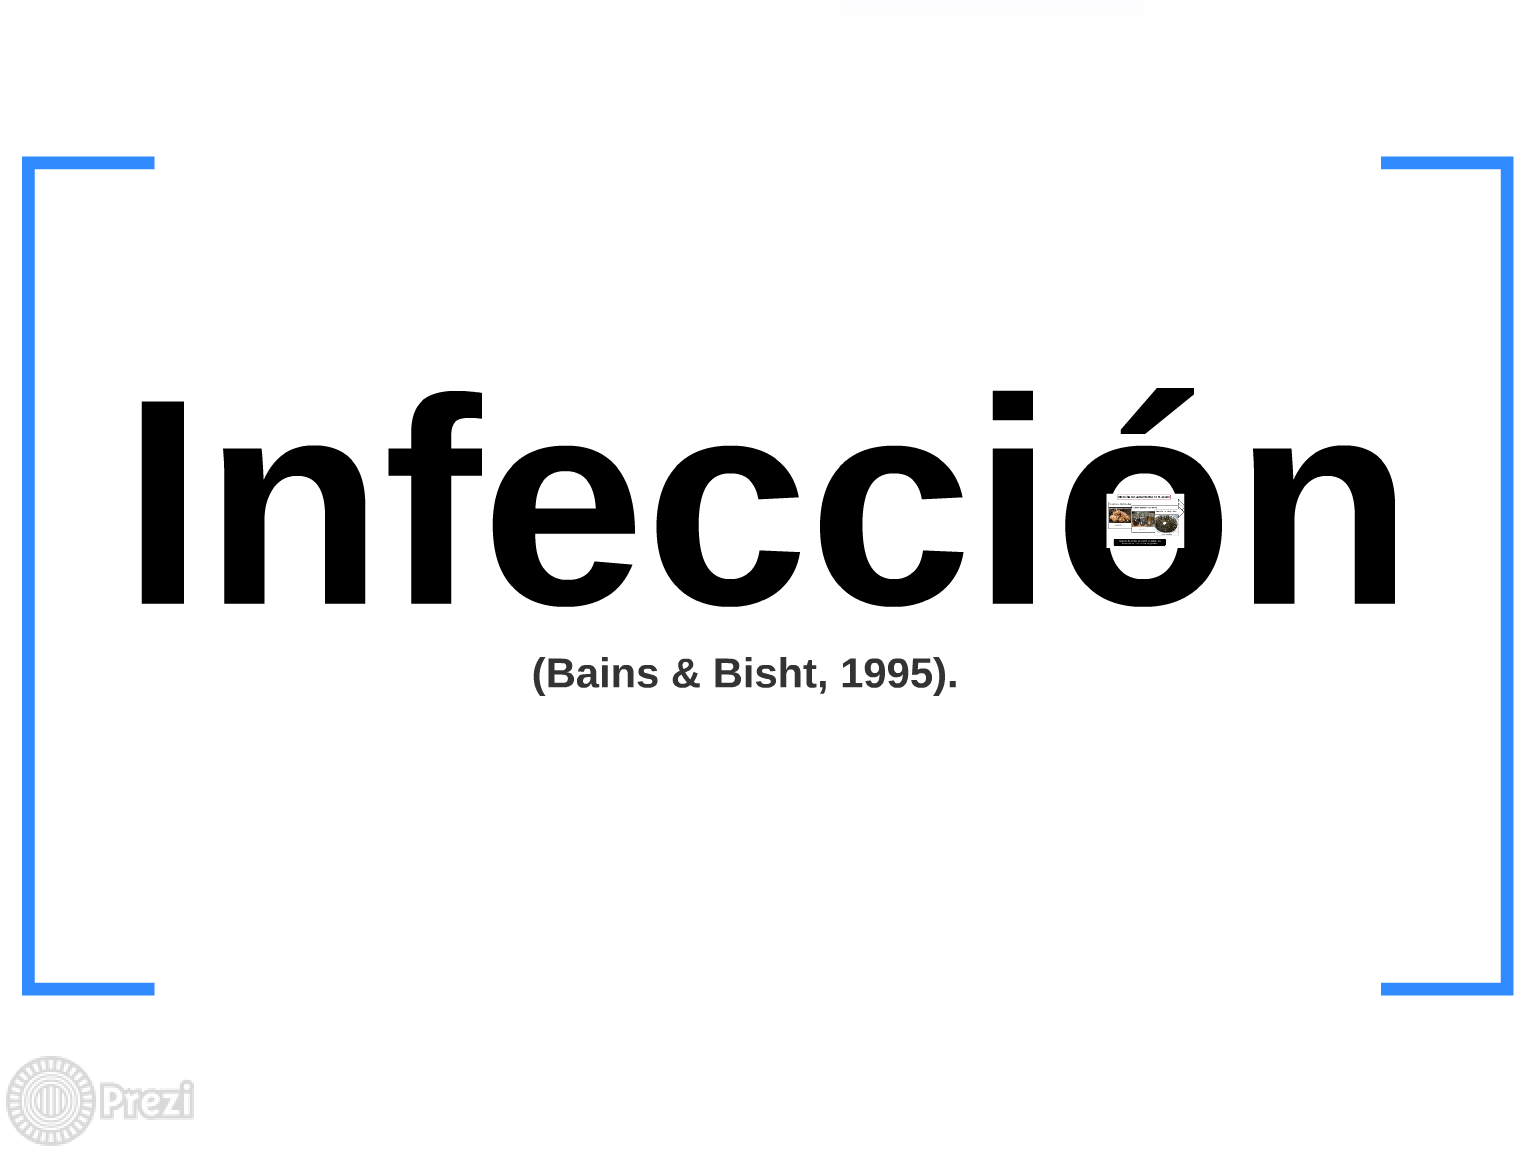 Infección
(Bains & Bisht, 1995).
Prezi